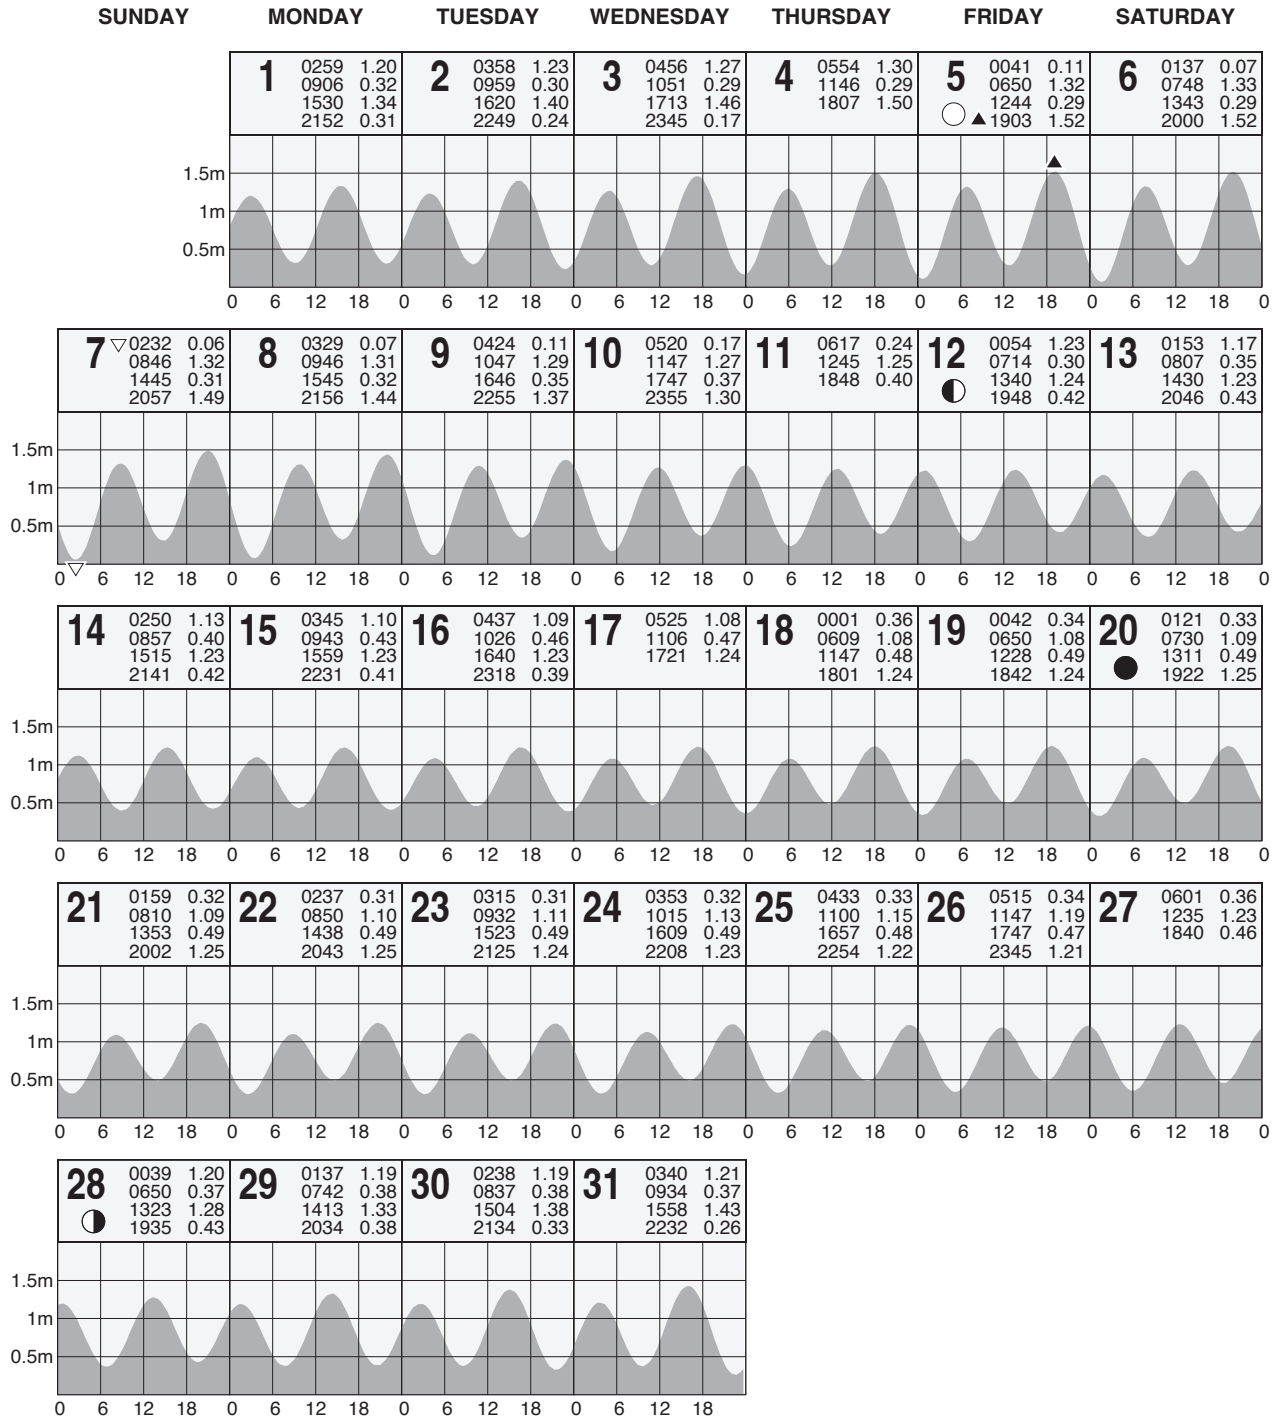 SUNDAY MONDAY TUESDAY WEDNESDAY THURSDAY FRIDAY SATURDAY
1 0259 1.20 2 0358 1.23 3 0456 1.27 4 0554 1.30 5 0041 0.11 6 0137 0.07
0906 0.32 0959 0.30 1051 0.29 1146 0.29 0650 1.32 0748 1.33
1530 1.34 1620 1.40 1713 1.46 1807 1.50 1244 0.29 1343 0.29
2152 0.31 2249 0.24 2345 0.17 1903 1.52 2000 1.52
1.5m
1m
0.5m
0 6 12 18 0 6 12 18 0 6 12 18 0 6 12 18 0 6 12 18 0 6 12 18 0
7 0232 0.06 8 0329 0.07 9 0424 0.11 10 0520 0.17 11 0617 0.24 12 0054 1.23 13 0153 1.17
0846 1.32 0946 1.31 1047 1.29 1147 1.27 1245 1.25 0714 0.30 0807 0.35
1445 0.31 1545 0.32 1646 0.35 1747 0.37 1848 0.40 1340 1.24 1430 1.23
2057 1.49 2156 1.44 2255 1.37 2355 1.30 1948 0.42 2046 0.43
1.5m
1m
0.5m
0 6 12 18 0 6 12 18 0 6 12 18 0 6 12 18 0 6 12 18 0 6 12 18 0 6 12 18 0
14 0250 1.13 15 0345 1.10 16 0437 1.09 17 0525 1.08 18 0001 0.36 19 0042 0.34 20 0121 0.33
0857 0.40 0943 0.43 1026 0.46 1106 0.47 0609 1.08 0650 1.08 0730 1.09
1515 1.23 1559 1.23 1640 1.23 1721 1.24 1147 0.48 1228 0.49 1311 0.49
2141 0.42 2231 0.41 2318 0.39 1801 1.24 1842 1.24 1922 1.25
1.5m
1m
0.5m
0 6 12 18 0 6 12 18 0 6 12 18 0 6 12 18 0 6 12 18 0 6 12 18 0 6 12 18 0
21 0159 0.32 22 0237 0.31 23 0315 0.31 24 0353 0.32 25 0433 0.33 26 0515 0.34 27 0601 0.36
0810 1.09 0850 1.10 0932 1.11 1015 1.13 1100 1.15 1147 1.19 1235 1.23
1353 0.49 1438 0.49 1523 0.49 1609 0.49 1657 0.48 1747 0.47 1840 0.46
2002 1.25 2043 1.25 2125 1.24 2208 1.23 2254 1.22 2345 1.21
1.5m
1m
0.5m
0 6 12 18 0 6 12 18 0 6 12 18 0 6 12 18 0 6 12 18 0 6 12 18 0 6 12 18 0
28 0039 1.20 29 0137 1.19 30 0238 1.19 31 0340 1.21
0650 0.37 0742 0.38 0837 0.38 0934 0.37
1323 1.28 1413 1.33 1504 1.38 1558 1.43
1935 0.43 2034 0.38 2134 0.33 2232 0.26
1.5m
1m
0.5m
0 6 12 18 0 6 12 18 0 6 12 18 0 6 12 18